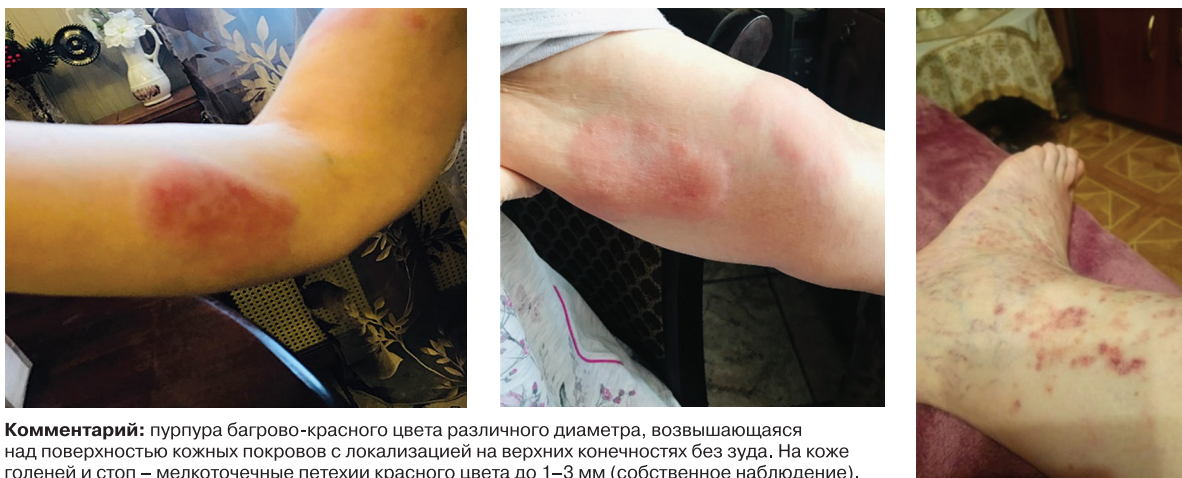 Комментарий: пурпура багрово-красного цвета различного диаметра, возвышающаяся
над поверхностью кожных покровов с локализацией на верхних конечностях без зуда. На коже
голеней и стоп – мелкоточечные петехии красного цвета до 1–3 мм (собственное наблюдение).